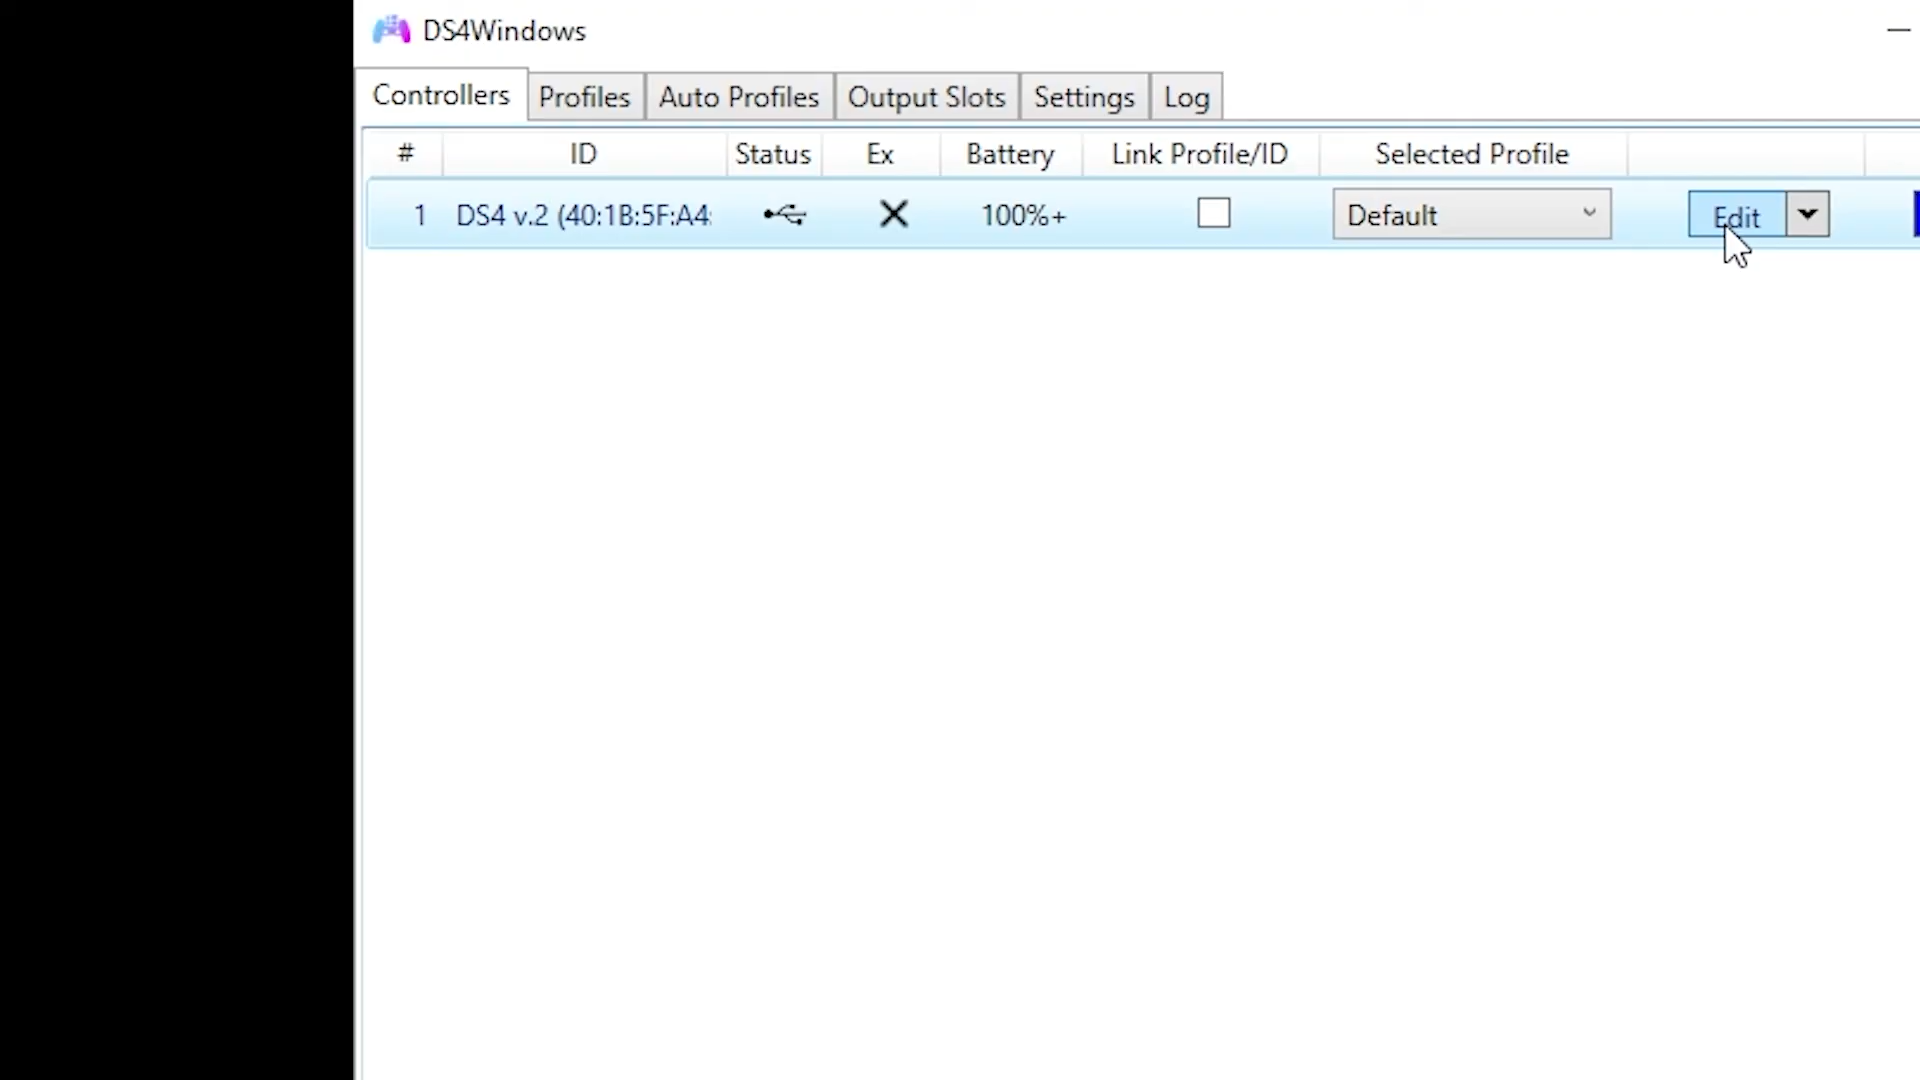 DS4Windows
Controllers Profiles Auto Profiles Output Slots Settings Log
# ID Status Ex Battery Link Profile/ID Selected Profile
1 DS4 v.2 (40:1B:5F:A4: 100%+ Default Edit